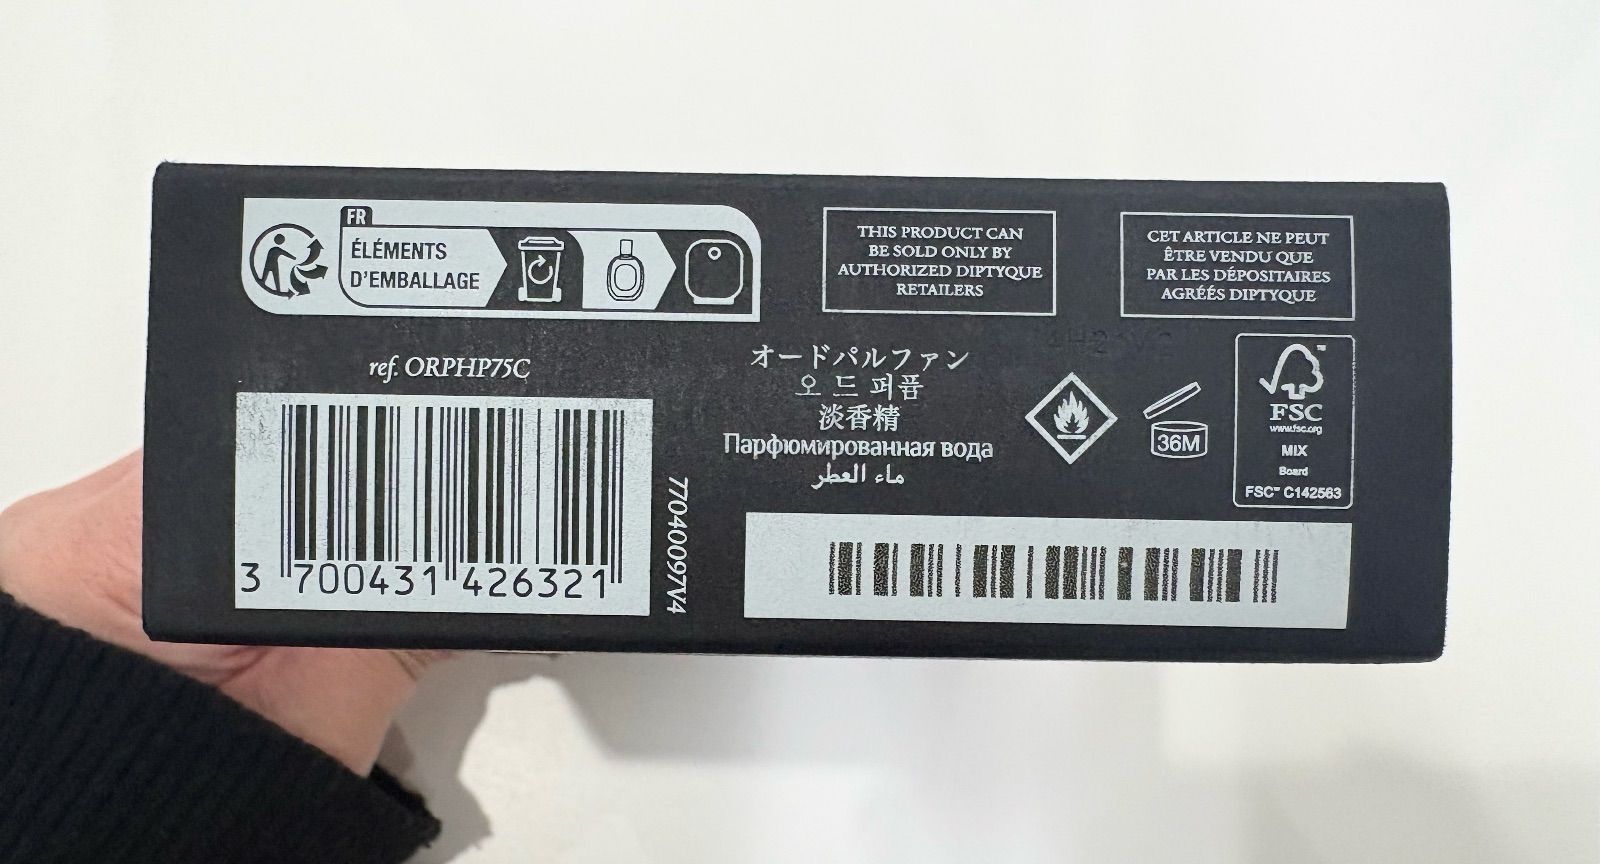 FR
ÉLÉMENTS
D'EMBALLAGE
THIS PRODUCT CAN
BE SOLD ONLY BY
AUTHORIZED DIPTYQUE
RETAILERS
CET ARTICLE NE PEUT
ÊTRE VENDU QUE
PAR LES DÉPOSITAIRES
AGRÉÉS DIPTYQUE
ref. ORPHP75C
3 700431 426321
77040097V4
オードパルファン
오 드 퍼퓸
淡香精
Парфюмированная вода
ماء العطر
36M
FSC™
www.fsc.org
MIX
Board
FSC™ C142563